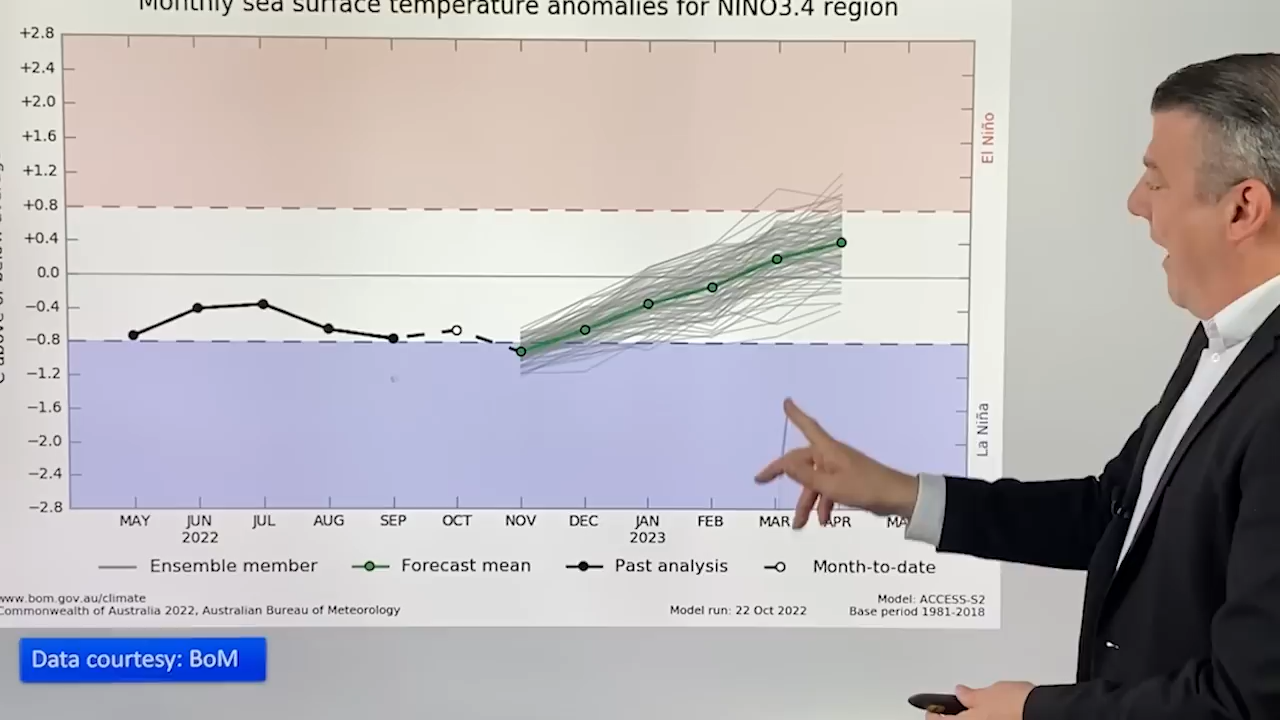 Monthly sea surface temperature anomalies for NINO3.4 region
+2.8
+2.4
+2.0
+1.6
+1.2
+0.8
+0.4
0.0
−0.4
−0.8
−1.2
−1.6
−2.0
−2.4
−2.8
El Niño
La Niña
MAY JUN JUL AUG SEP OCT NOV DEC JAN FEB MAR APR
2022 2023
Ensemble member Forecast mean Past analysis Month-to-date
www.bom.gov.au/climate
Commonwealth of Australia 2022, Australian Bureau of Meteorology
Model run: 22 Oct 2022
Model: ACCESS-S2
Base period 1981-2018
Data courtesy: BoM